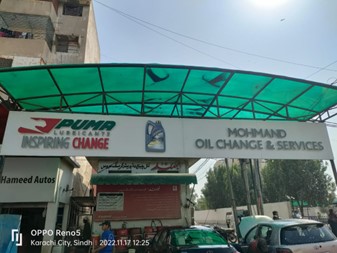 PUMA
LUBRICANTS
INSPIRING CHANGE
MOHMAND
OIL CHANGE & SERVICES
Hameed Autos
OPPO Reno5
Karachi City, Sindh | 2022.11.17 12:25